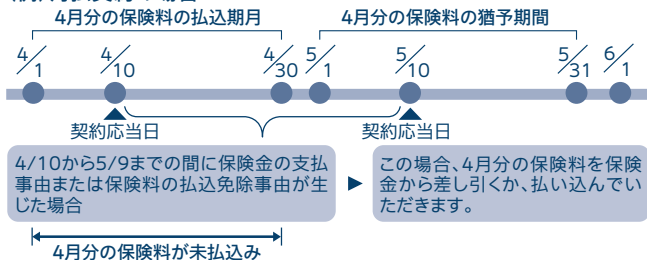 4月分の保険料の払込期月
4月分の保険料の猶予期間
4/1
4/10
4/30
5/1
5/10
5/31
6/1
契約応当日
契約応当日
4/10から5/9までの間に保険金の支払
事由または保険料の払込免除事由が生
じた場合
この場合、4月分の保険料を保険
金から差し引くか、払い込んでい
ただきます。
4月分の保険料が未払込み